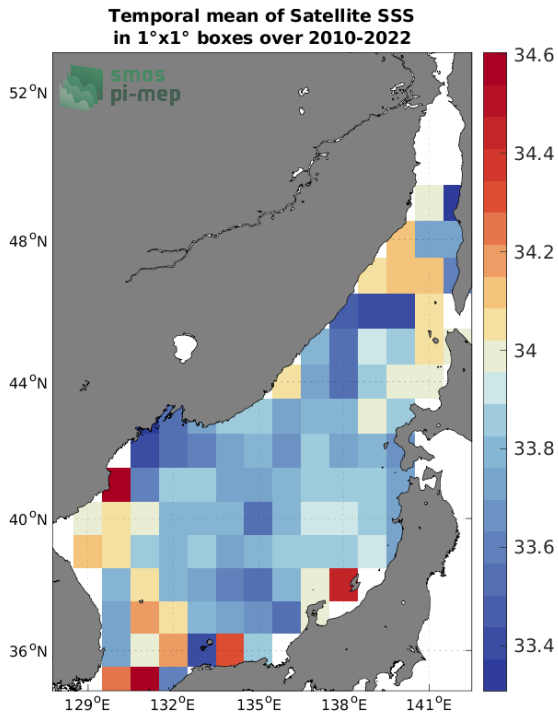 Temporal mean of Satellite SSS
in 1°x1° boxes over 2010-2022
smos
pi-mep
52°N
48°N
44°N
40°N
36°N
129°E
132°E
135°E
138°E
141°E
34.6
34.4
34.2
34
33.8
33.6
33.4